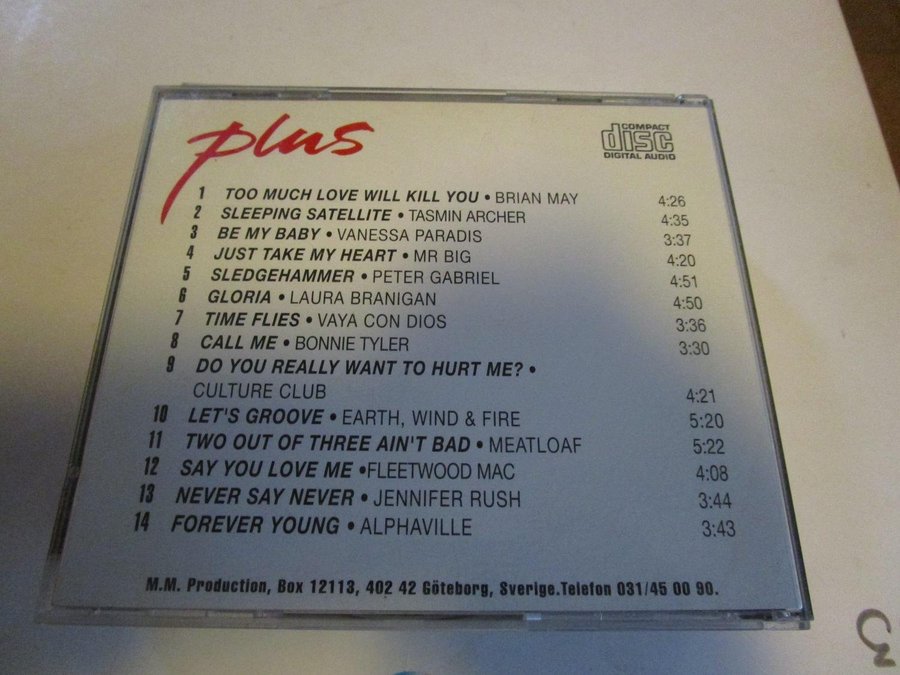 plus
COMPACT
disc
DIGITAL AUDIO
1 TOO MUCH LOVE WILL KILL YOU • BRIAN MAY 4:26
2 SLEEPING SATELLITE • TASMIN ARCHER 4:35
3 BE MY BABY • VANESSA PARADIS 3:37
4 JUST TAKE MY HEART • MR BIG 4:20
5 SLEDGEHAMMER • PETER GABRIEL 4:51
6 GLORIA • LAURA BRANIGAN 4:50
7 TIME FLIES • VAYA CON DIOS 3:36
8 CALL ME • BONNIE TYLER 3:30
9 DO YOU REALLY WANT TO HURT ME? •
CULTURE CLUB 4:21
10 LET'S GROOVE • EARTH, WIND & FIRE 5:20
11 TWO OUT OF THREE AIN'T BAD • MEATLOAF 5:22
12 SAY YOU LOVE ME •FLEETWOOD MAC 4:08
13 NEVER SAY NEVER • JENNIFER RUSH 3:44
14 FOREVER YOUNG • ALPHAVILLE 3:43
M.M. Production, Box 12113, 402 42 Göteborg, Sverige.Telefon 031/45 00 90.